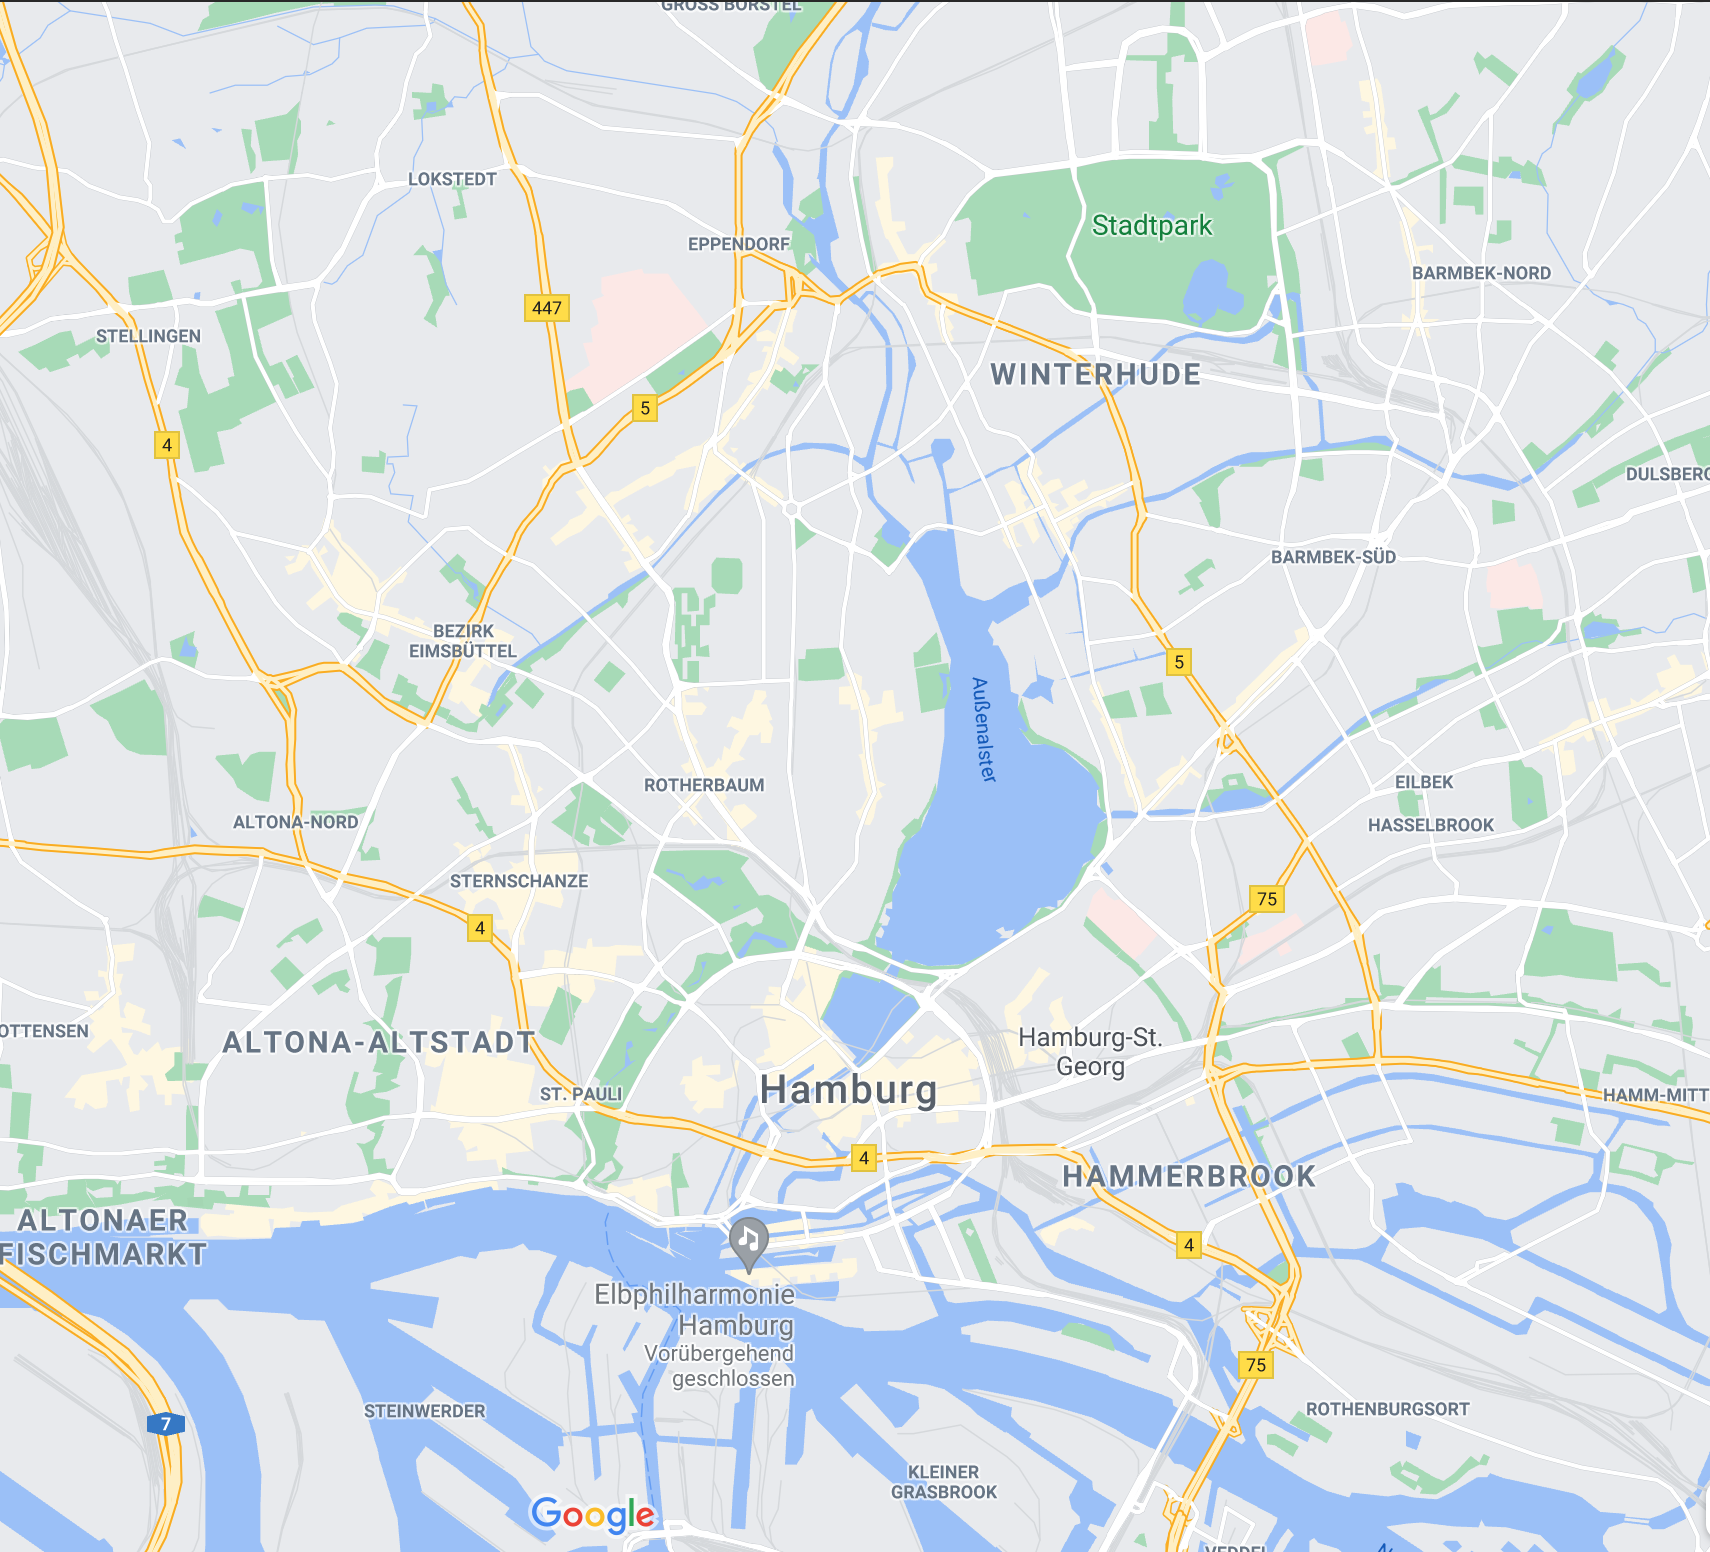 GROSS BORSTEL
LOKSTEDT
Stadtpark
EPPENDORF
BARMBEK-NORD
447
STELLINGEN
WINTERHUDE
5
4
DULSBERG
BARMBEK-SÜD
BEZIRK
EIMSBÜTTEL
5
Außenalster
ROTHERBAUM
EILBEK
ALTONA-NORD
HASSELBROOK
STERNSCHANZE
75
4
OTTENSEN
ALTONA-ALTSTADT
Hamburg-St.
Georg
Hamburg
ST. PAULI
HAMM-MITT
4
HAMMERBROOK
ALTONAER
FISCHMARKT
4
Elbphilharmonie
Hamburg
Vorübergehend
geschlossen
75
STEINWERDER
ROTHENBURGSORT
7
KLEINER
GRASBROOK
Google
VEDDEL